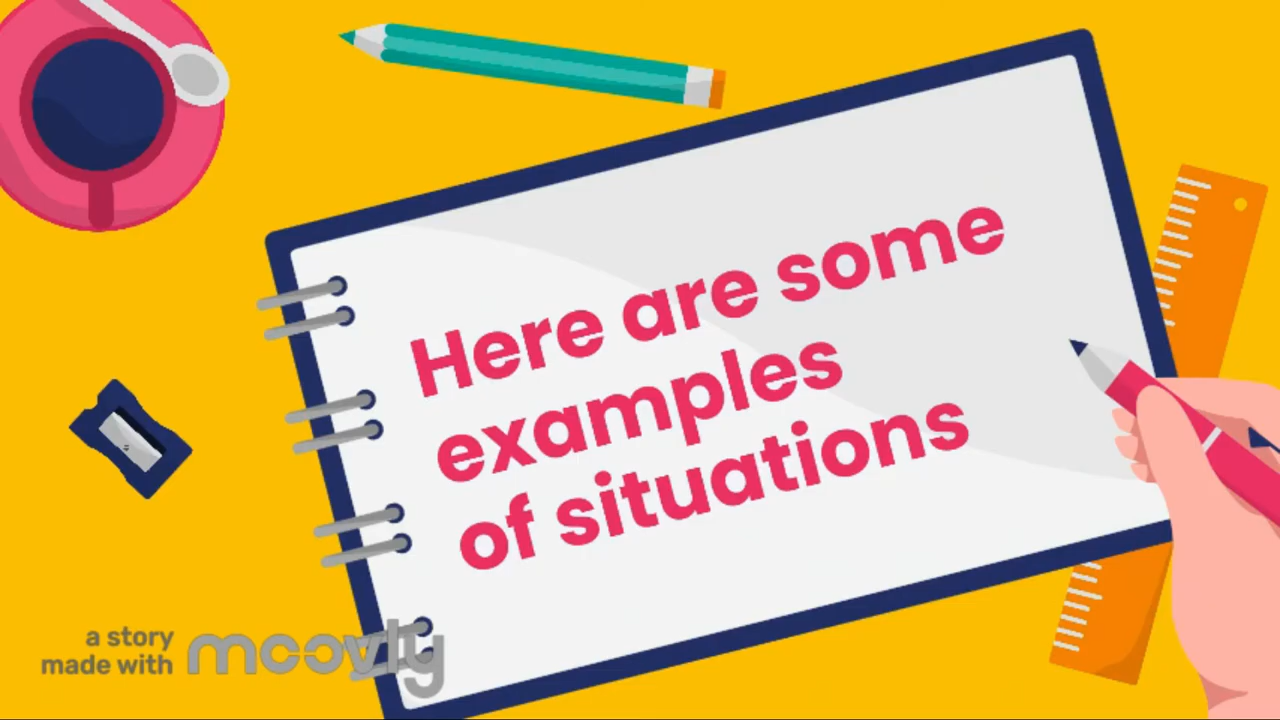 Here are some
examples
of situations
a story
made with moovly